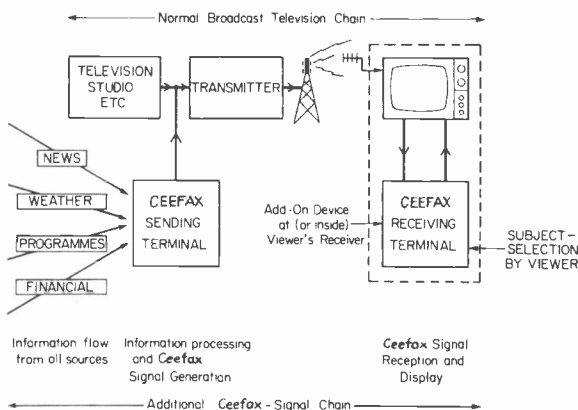 Normal Broadcast Television Chain
TELEVISION
STUDIO
ETC
TRANSMITTER
NEWS
WEATHER
PROGRAMMES
FINANCIAL
CEEFAX
SENDING
TERMINAL
Add-On Device
at (or inside)
Viewer's Receiver
CEEFAX
RECEIVING
TERMINAL
SUBJECT-
SELECTION
BY VIEWER
Information flow
from all sources
Information processing
and Ceefax
Signal Generation
Ceefax Signal
Reception and
Display
Additional Ceefax-Signal Chain